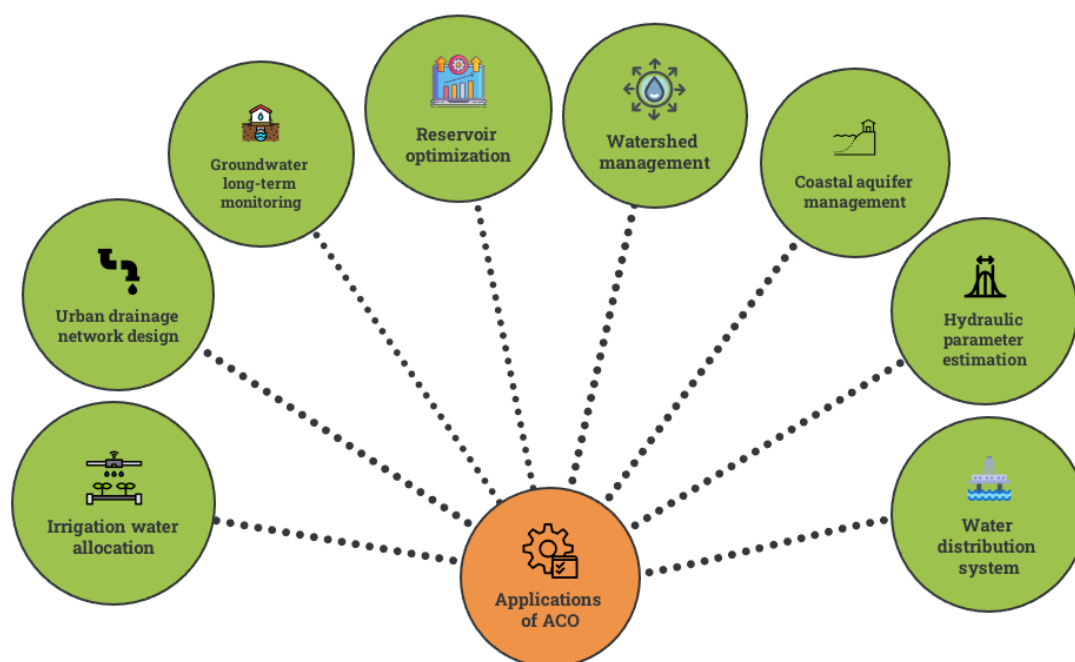 Reservoir
optimization
Watershed
management
Groundwater
long-term
monitoring
Coastal aquifer
management
Urban drainage
network design
Hydraulic
parameter
estimation
Irrigation water
allocation
Water
distribution
system
Applications
of ACO